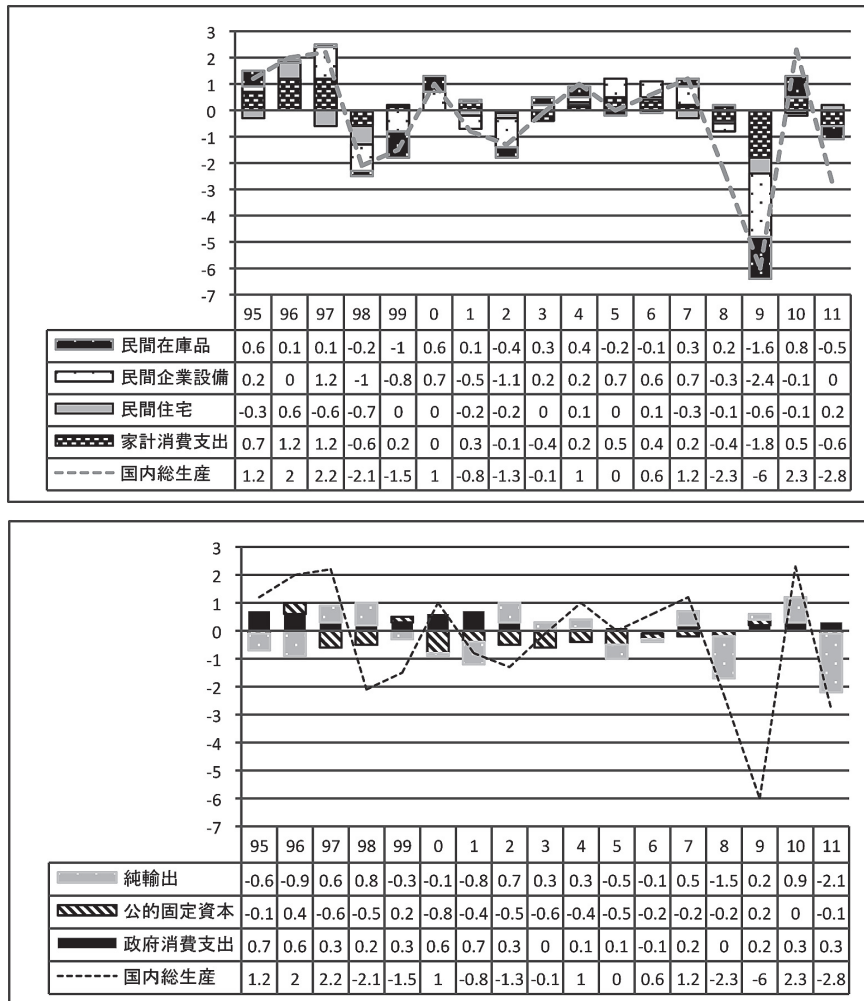 3
2
1
0
-1
-2
-3
-4
-5
-6
-7
95 96 97 98 99 0 1 2 3 4 5 6 7 8 9 10 11
民間在庫品 0.6 0.1 0.1 -0.2 -1 0.6 0.1 -0.4 0.3 0.4 -0.2 -0.1 0.3 0.2 -1.6 0.8 -0.5
民間企業設備 0.2 0 1.2 -1 -0.8 0.7 -0.5 -1.1 0.2 0.2 0.7 0.6 0.7 -0.3 -2.4 -0.1 0
民間住宅 -0.3 0.6 -0.6 -0.7 0 0 -0.2 -0.2 0 0.1 0 0.1 -0.3 -0.1 -0.6 -0.1 0.2
家計消費支出 0.7 1.2 1.2 -0.6 0.2 0 0.3 -0.1 -0.4 0.2 0.5 0.4 0.2 -0.4 -1.8 0.5 -0.6
国内総生産 1.2 2 2.2 -2.1 -1.5 1 -0.8 -1.3 -0.1 1 0 0.6 1.2 -2.3 -6 2.3 -2.8
3
2
1
0
-1
-2
-3
-4
-5
-6
-7
95 96 97 98 99 0 1 2 3 4 5 6 7 8 9 10 11
純輸出 -0.6 -0.9 0.6 0.8 -0.3 -0.1 -0.8 0.7 0.3 0.3 -0.5 -0.1 0.5 -1.5 0.2 0.9 -2.1
公的固定資本 -0.1 0.4 -0.6 -0.5 0.2 -0.8 -0.4 -0.5 -0.6 -0.4 -0.5 -0.2 -0.2 -0.2 0.2 0 -0.1
政府消費支出 0.7 0.6 0.3 0.2 0.3 0.6 0.7 0.3 0 0.1 0.1 -0.1 0.2 0 0.2 0.3 0.3
国内総生産 1.2 2 2.2 -2.1 -1.5 1 -0.8 -1.3 -0.1 1 0 0.6 1.2 -2.3 -6 2.3 -2.8